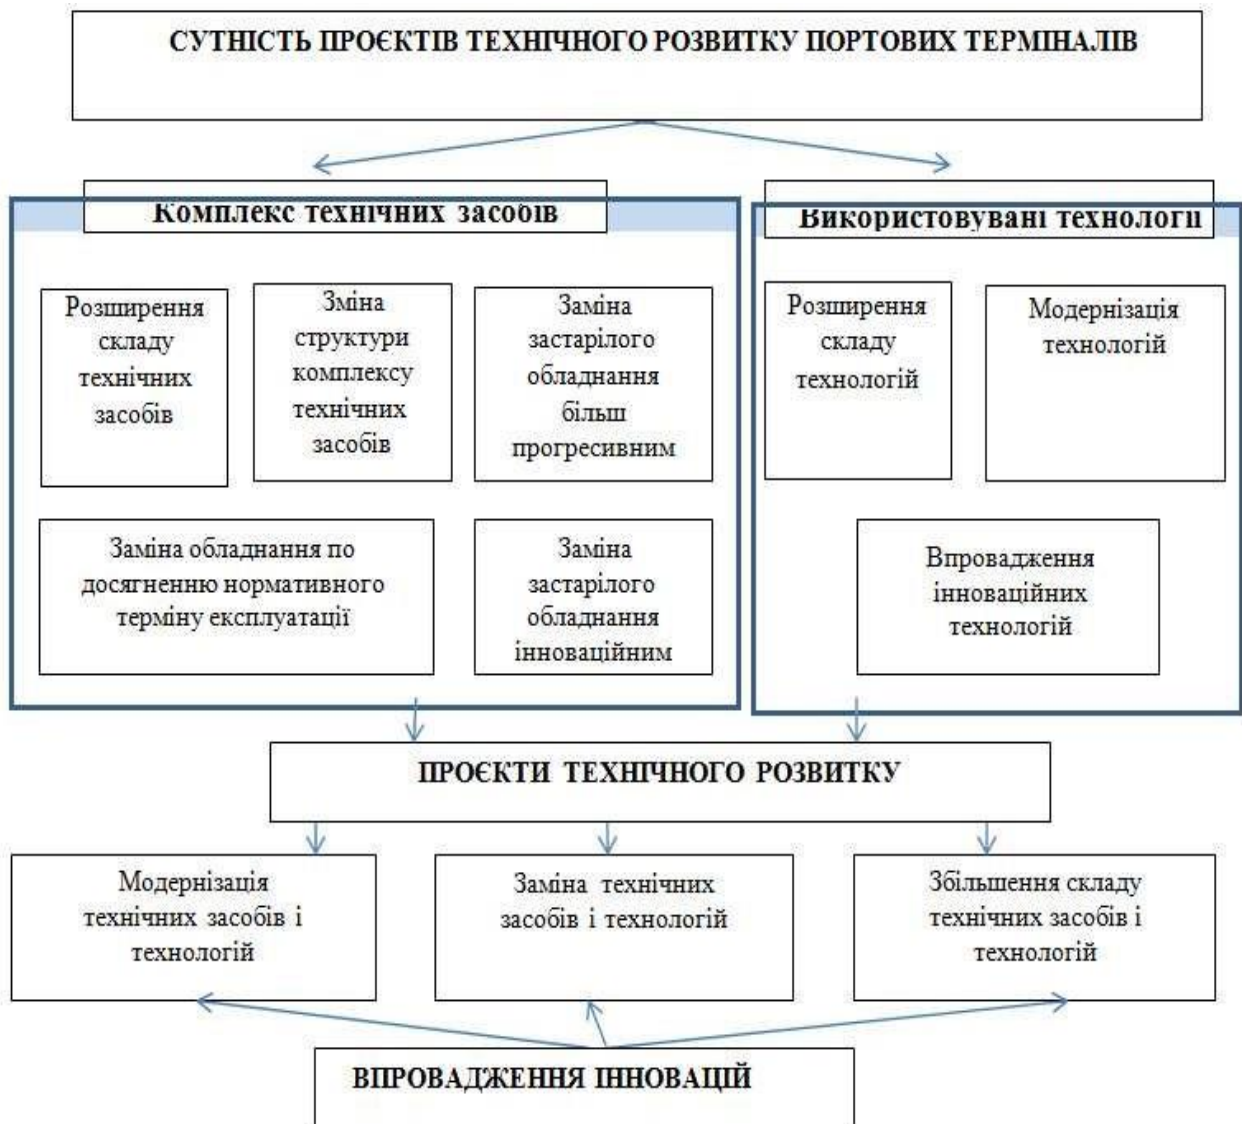 СУТНІСТЬ ПРОЄКТІВ ТЕХНІЧНОГО РОЗВИТКУ ПОРТОВИХ ТЕРМІНАЛІВ
Комплекс технічних засобів
Використовувані технології
Розширення
складу
технічних
засобів
Зміна
структури
комплексу
технічних
засобів
Заміна
застарілого
обладнання
більш
прогресивним
Розширення
складу
технологій
Модернізація
технологій
Заміна обладнання по
досягненню нормативного
терміну експлуатації
Заміна
застарілого
обладнання
інноваційним
Впровадження
інноваційних
технологій
ПРОЄКТИ ТЕХНІЧНОГО РОЗВИТКУ
Модернізація
технічних засобів і
технологій
Заміна технічних
засобів і технологій
Збільшення складу
технічних засобів і
технологій
ВПРОВАДЖЕННЯ ІННОВАЦІЙ